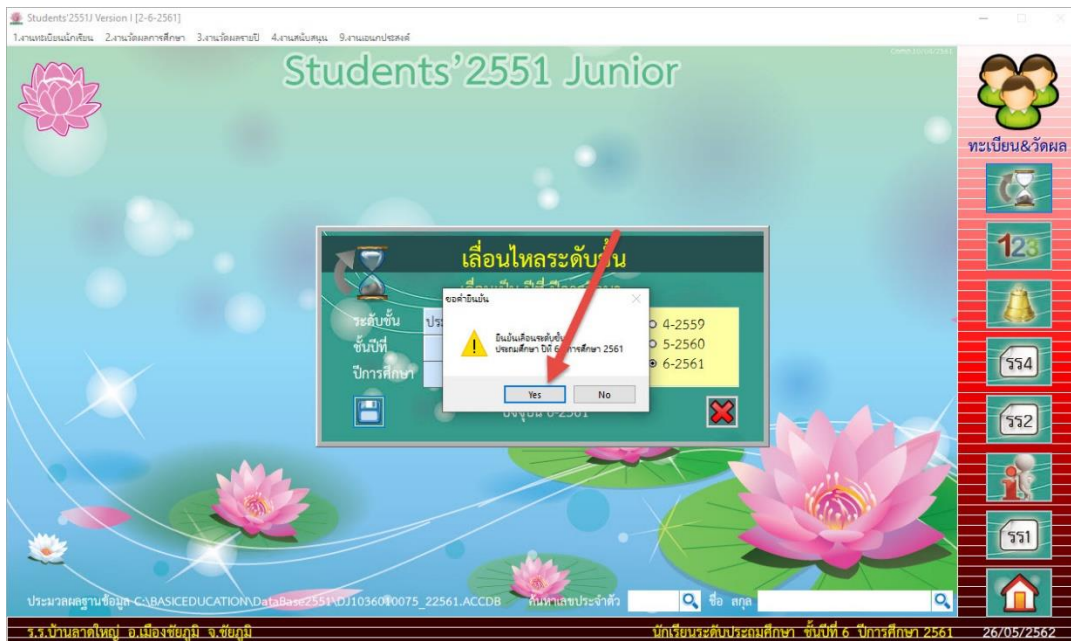 Students'2551J Version I [2-6-2561]
1.งานทะเบียนนักเรียน 2.งานวัดผลการศึกษา 3.งานวัดผลรายปี 4.งานสนับสนุน 9.งานเอนกประสงค์
Students'2551 Junior
ทะเบียน&วัดผล
เลื่อนไหลระดับชั้น
ขอคำยืนยัน
ระดับชั้น
4-2559
ยืนยันเลื่อนระดับชั้น
ชั้นปีที่
5-2560
ประถมศึกษา ปีที่ 6 ปีการศึกษา 2561
ปีการศึกษา
6-2561
Yes No
ปัจจุบัน 6-2561
123
รร4
รร2
รร1
ประมวลผลฐานข้อมูล C:\BASICEDUCATION\DataBase2551\DJ1036010075_22561.ACCDB ค้นหาเลขประจำตัว ชื่อ สกุล
ร.ร.บ้านลาดใหญ่ อ.เมืองชัยภูมิ จ.ชัยภูมิ นักเรียนระดับประถมศึกษา ชั้นปีที่ 6 ปีการศึกษา 2561 26/05/2562